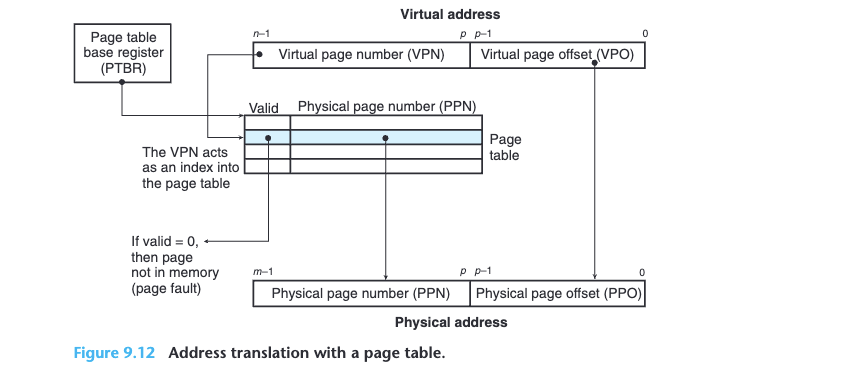 Virtual address
n–1
p p–1
0
Page table
base register
(PTBR)
Virtual page number (VPN)
Virtual page offset (VPO)
Valid
Physical page number (PPN)
Page
table
The VPN acts
as an index into
the page table
If valid = 0,
then page
not in memory
(page fault)
m–1
p p–1
0
Physical page number (PPN)
Physical page offset (PPO)
Physical address
Figure 9.12 Address translation with a page table.